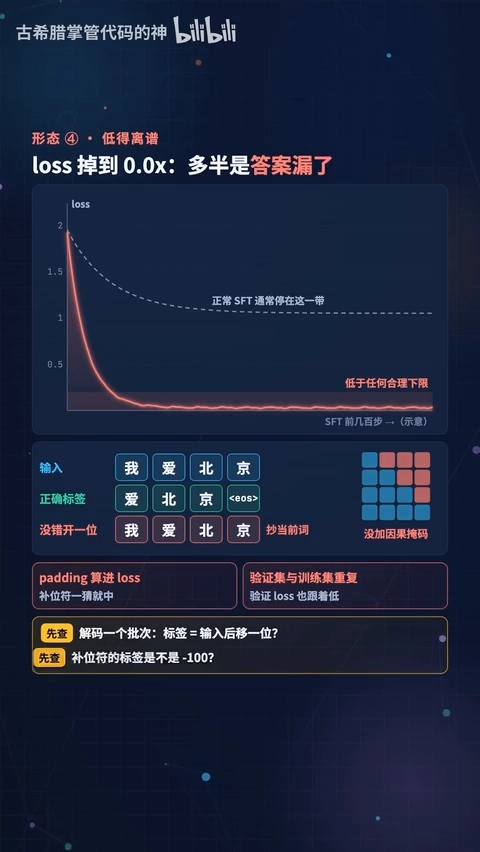 古希腊掌管代码的神 bilibili
形态 ④ · 低得离谱
loss 掉到 0.0x：多半是答案漏了
loss
2
1.5
1
0.5
正常 SFT 通常停在这一带
低于任何合理下限
SFT 前几百步 →（示意）
输入 我 爱 北 京
正确标签 爱 北 京 <eos>
没错开一位 我 爱 北 京 抄当前词
没加因果掩码
padding 算进 loss
补位符一猜就中
验证集与训练集重复
验证 loss 也跟着低
先查 解码一个批次：标签 = 输入后移一位?
先查 补位符的标签是不是 -100?